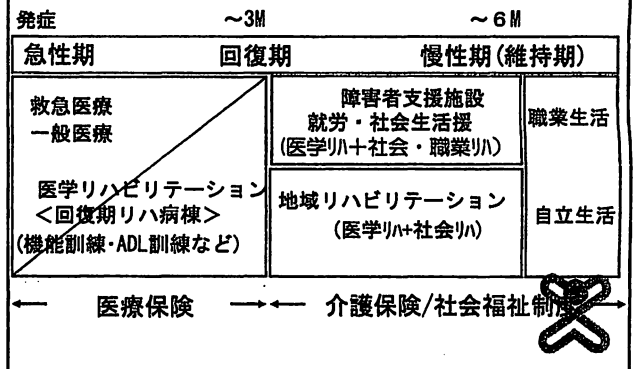 発症 ～3M ～6M
急性期 回復期 慢性期(維持期)
救急医療
一般医療
医学リハビリテーション
<回復期リハ病棟>
(機能訓練･ADL訓練など)
障害者支援施設
就労・社会生活援
(医学ﾘﾊ＋社会・職業ﾘﾊ)
地域リハビリテーション
(医学ﾘﾊ+社会ﾘﾊ)
職業生活
自立生活
医療保険 介護保険/社会福祉制度